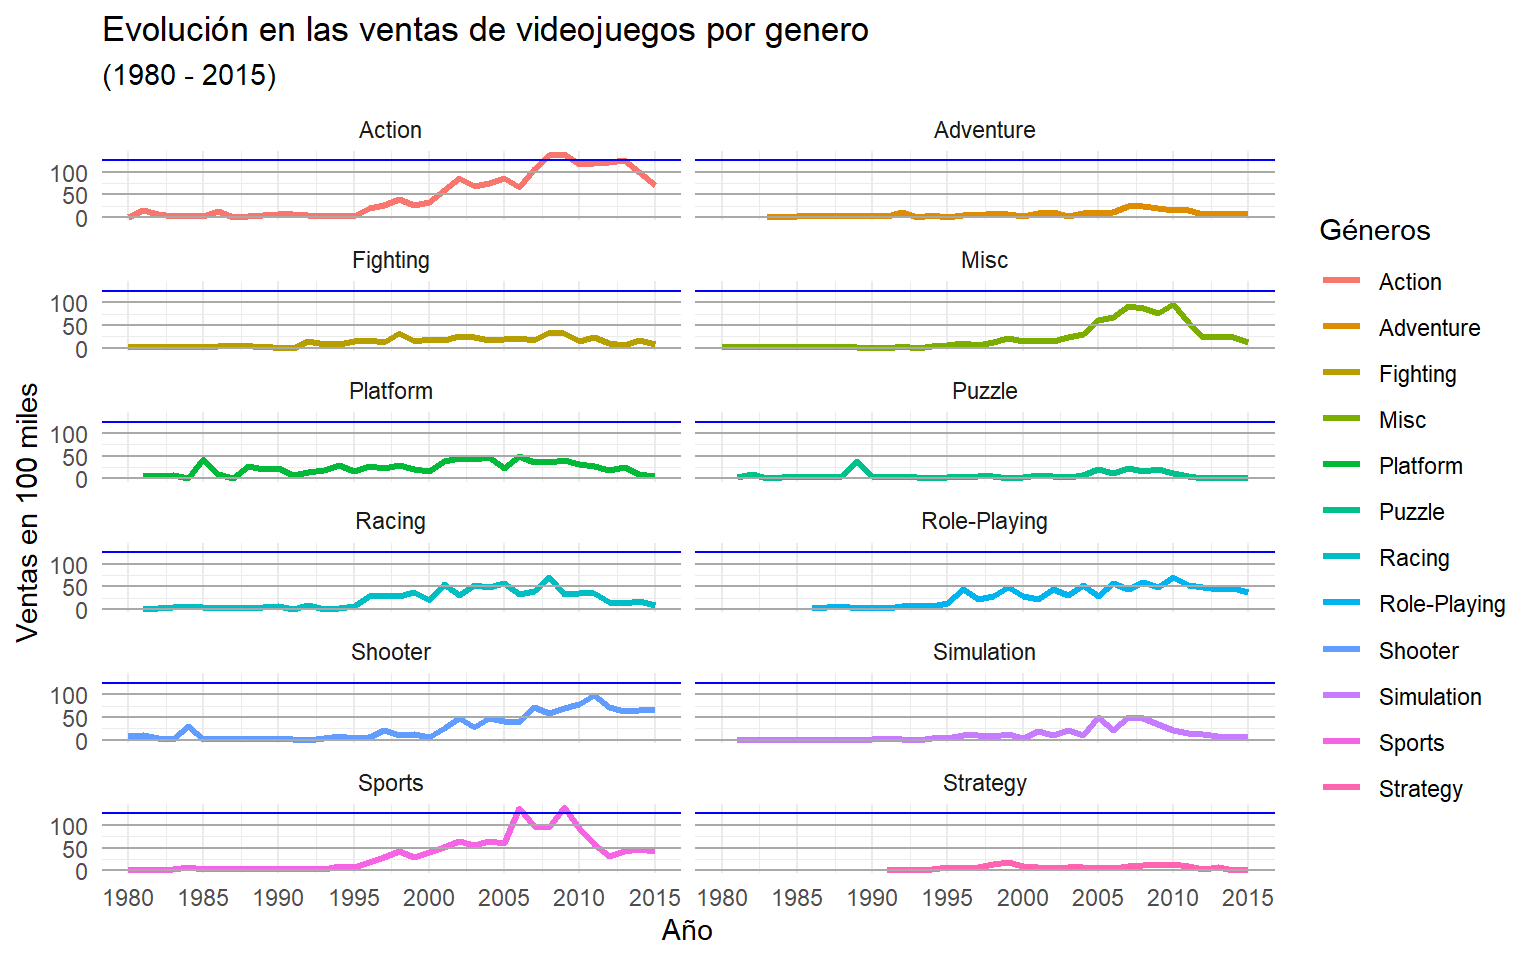 Evolución en las ventas de videojuegos por genero
(1980 - 2015)
Action Adventure
100
50
0
Fighting Misc
100
50
0
Platform Puzzle
100
50
0
Racing Role-Playing
100
50
0
Shooter Simulation
100
50
0
Sports Strategy
100
50
0
1980 1985 1990 1995 2000 2005 2010 2015 1980 1985 1990 1995 2000 2005 2010 2015
Año
Ventas en 100 miles
Géneros
Action
Adventure
Fighting
Misc
Platform
Puzzle
Racing
Role-Playing
Shooter
Simulation
Sports
Strategy